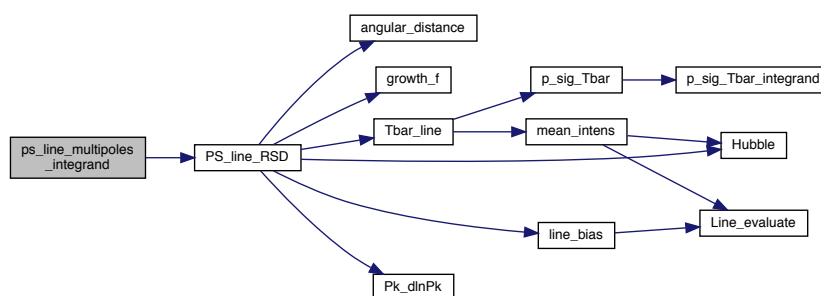 angular_distance
growth_f
p_sig_Tbar
p_sig_Tbar_integrand
Tbar_line
mean_intens
ps_line_multipoles
_integrand
PS_line_RSD
Hubble
Line_evaluate
line_bias
Pk_dlnPk